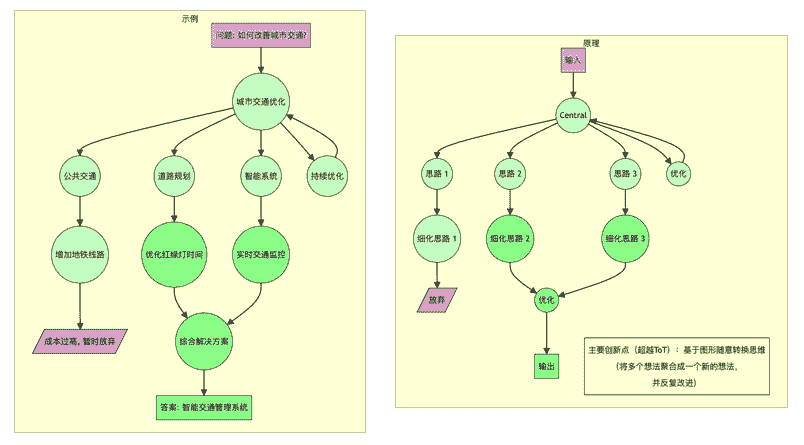 示例
问题: 如何改善城市交通?
城市交通优化
公共交通
道路规划
智能系统
持续优化
增加地铁线路
优化红绿灯时间
实时交通监控
成本过高, 暂时放弃
综合解决方案
答案: 智能交通管理系统
原理
输入
Central
思路 1
思路 2
思路 3
优化
细化思路 1
细化思路 2
细化思路 3
放弃
优化
输出
主要创新点（超越ToT）：基于图形随意转换思维
（将多个想法聚合成一个新的想法，
并反复改进）